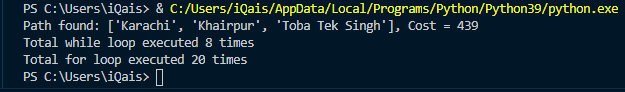 PS C:\Users\iQais> & C:/Users/iQais/AppData/Local/Programs/Python/Python39/python.exe
Path found: ['Karachi', 'Khairpur', 'Toba Tek Singh'], Cost = 439
Total while loop executed 8 times
Total for loop executed 20 times
PS C:\Users\iQais>